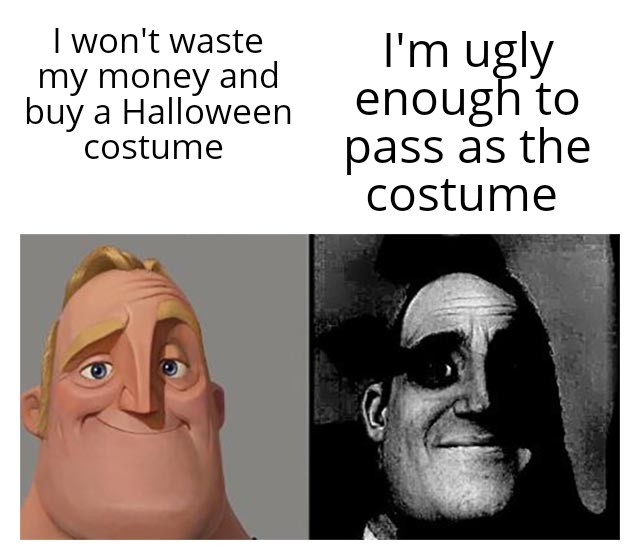 I won't waste
my money and
buy a Halloween
costume
I'm ugly
enough to
pass as the
costume